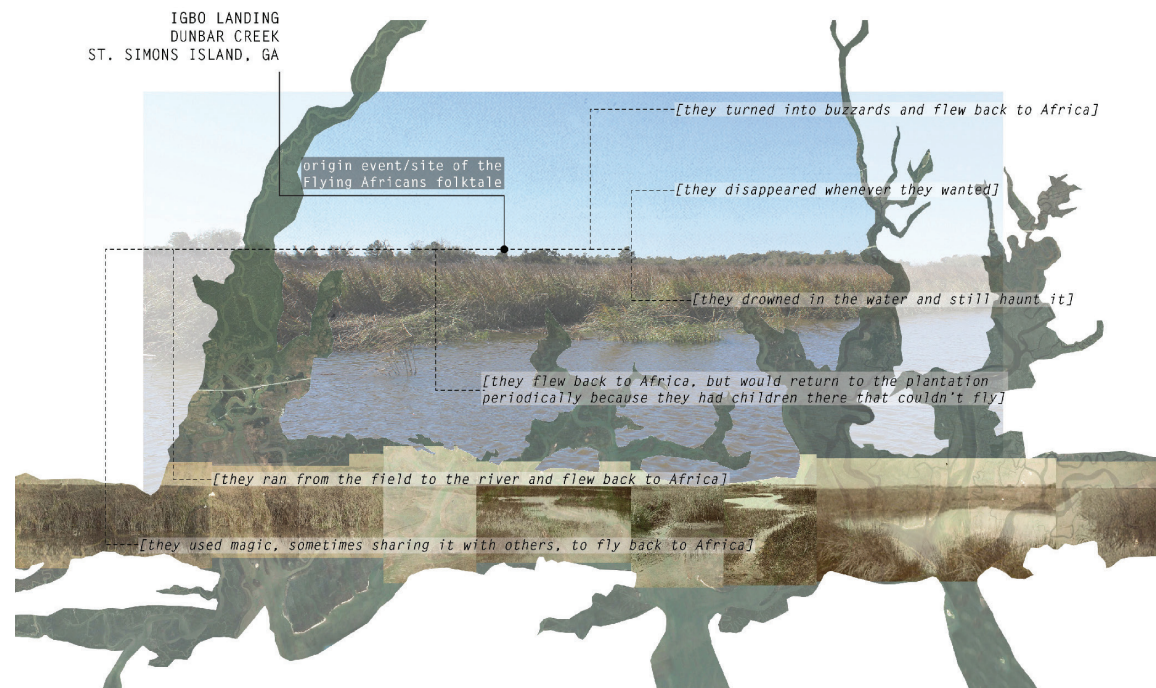 IGBO LANDING
DUNBAR CREEK
ST. SIMONS ISLAND, GA
[they turned into buzzards and flew back to Africa]
origin event/site of the
Flying Africans folktale
[they disappeared whenever they wanted]
[they drowned in the water and still haunt it]
[they flew back to Africa, but would return to the plantation
periodically because they had children there that couldn't fly]
[they ran from the field to the river and flew back to Africa]
[they used magic, sometimes sharing it with others, to fly back to Africa]